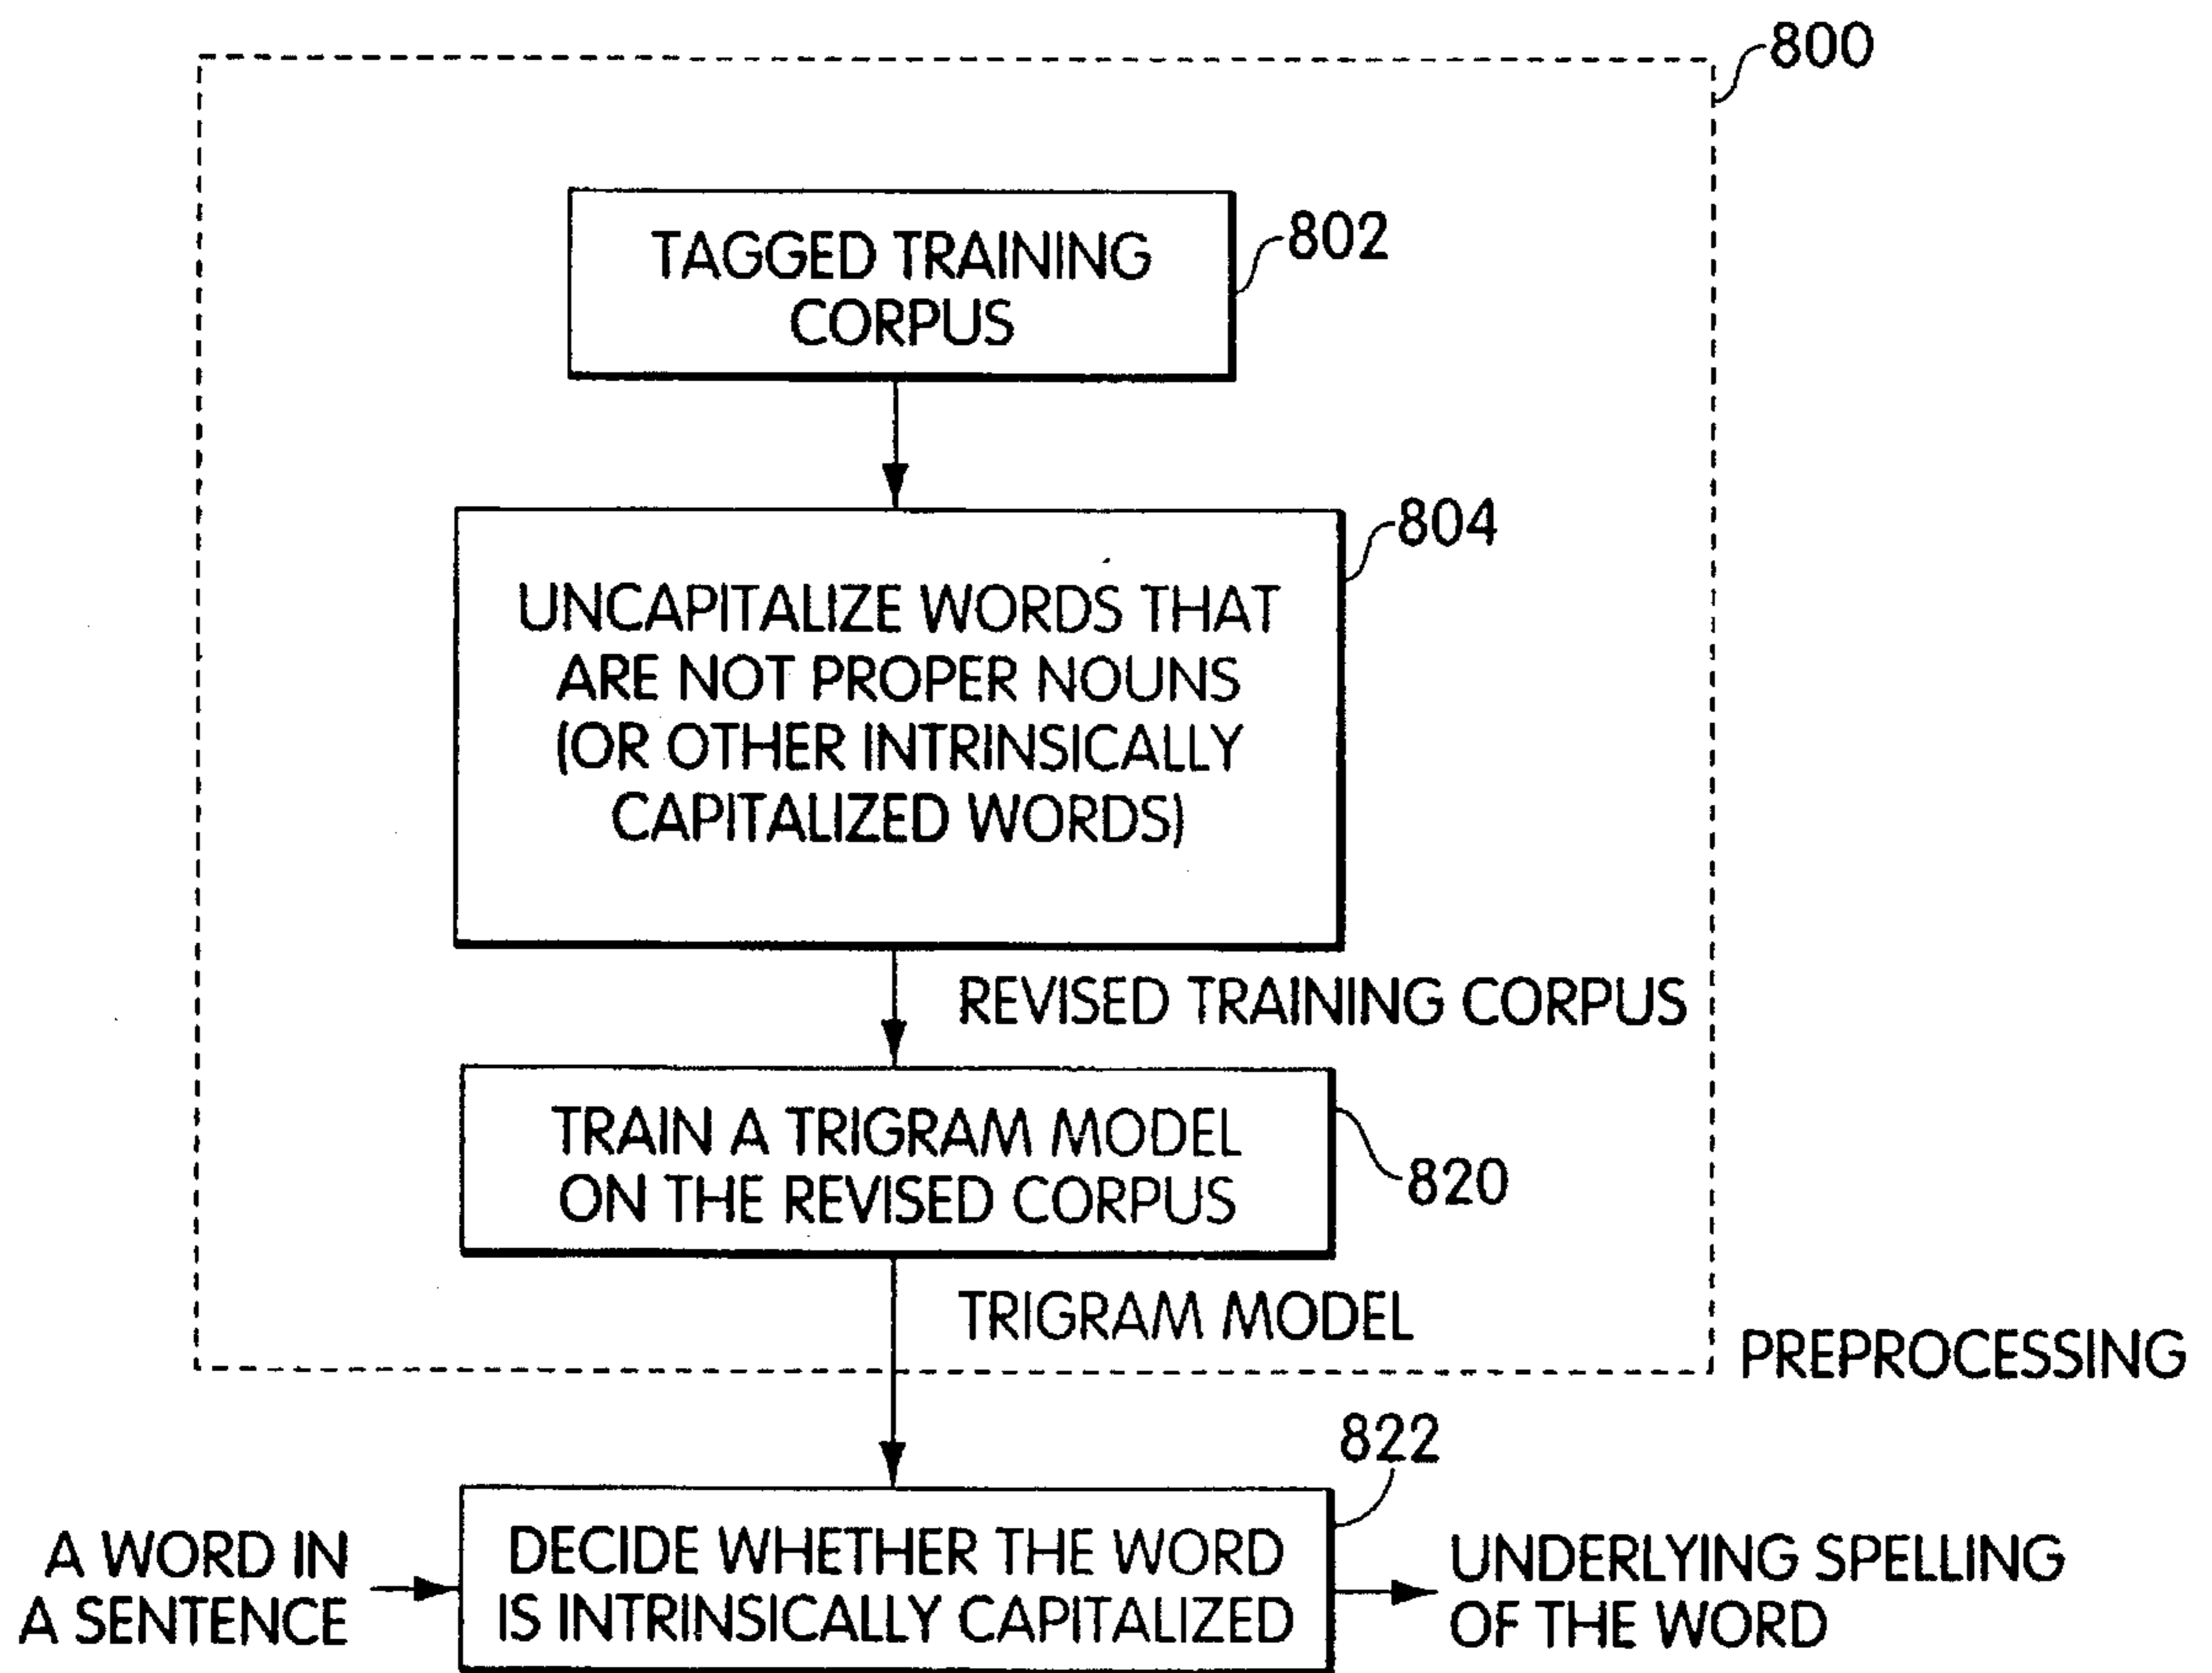 800
TAGGED TRAINING
CORPUS
802
804
UNCAPITALIZE WORDS THAT
ARE NOT PROPER NOUNS
(OR OTHER INTRINSICALLY
CAPITALIZED WORDS)
REVISED TRAINING CORPUS
TRAIN A TRIGRAM MODEL
ON THE REVISED CORPUS
820
TRIGRAM MODEL
PREPROCESSING
822
A WORD IN
A SENTENCE
DECIDE WHETHER THE WORD
IS INTRINSICALLY CAPITALIZED
UNDERLYING SPELLING
OF THE WORD